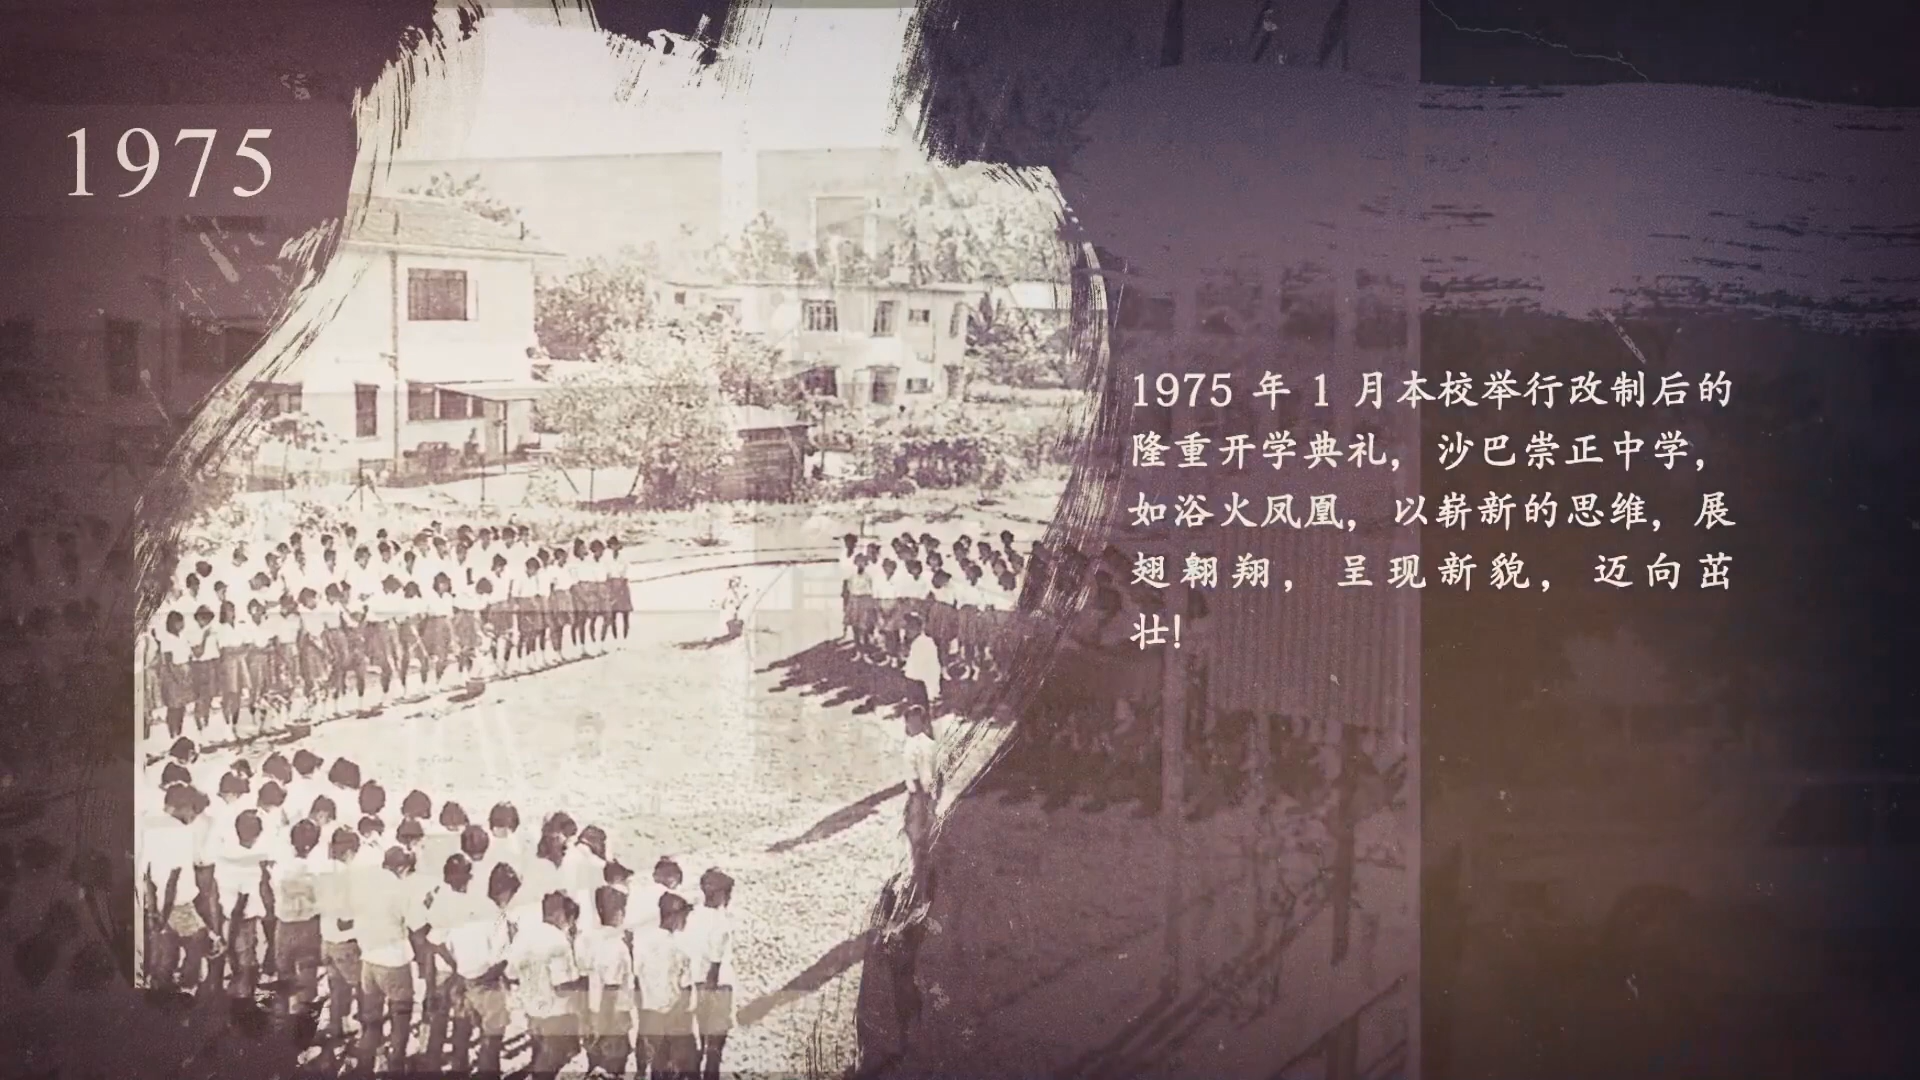 1975
1975 年 1 月本校举行改制后的
隆重开学典礼，沙巴崇正中学，
如浴火凤凰，以崭新的思维，展
翅翱翔，呈现新貌，迈向茁
壮！